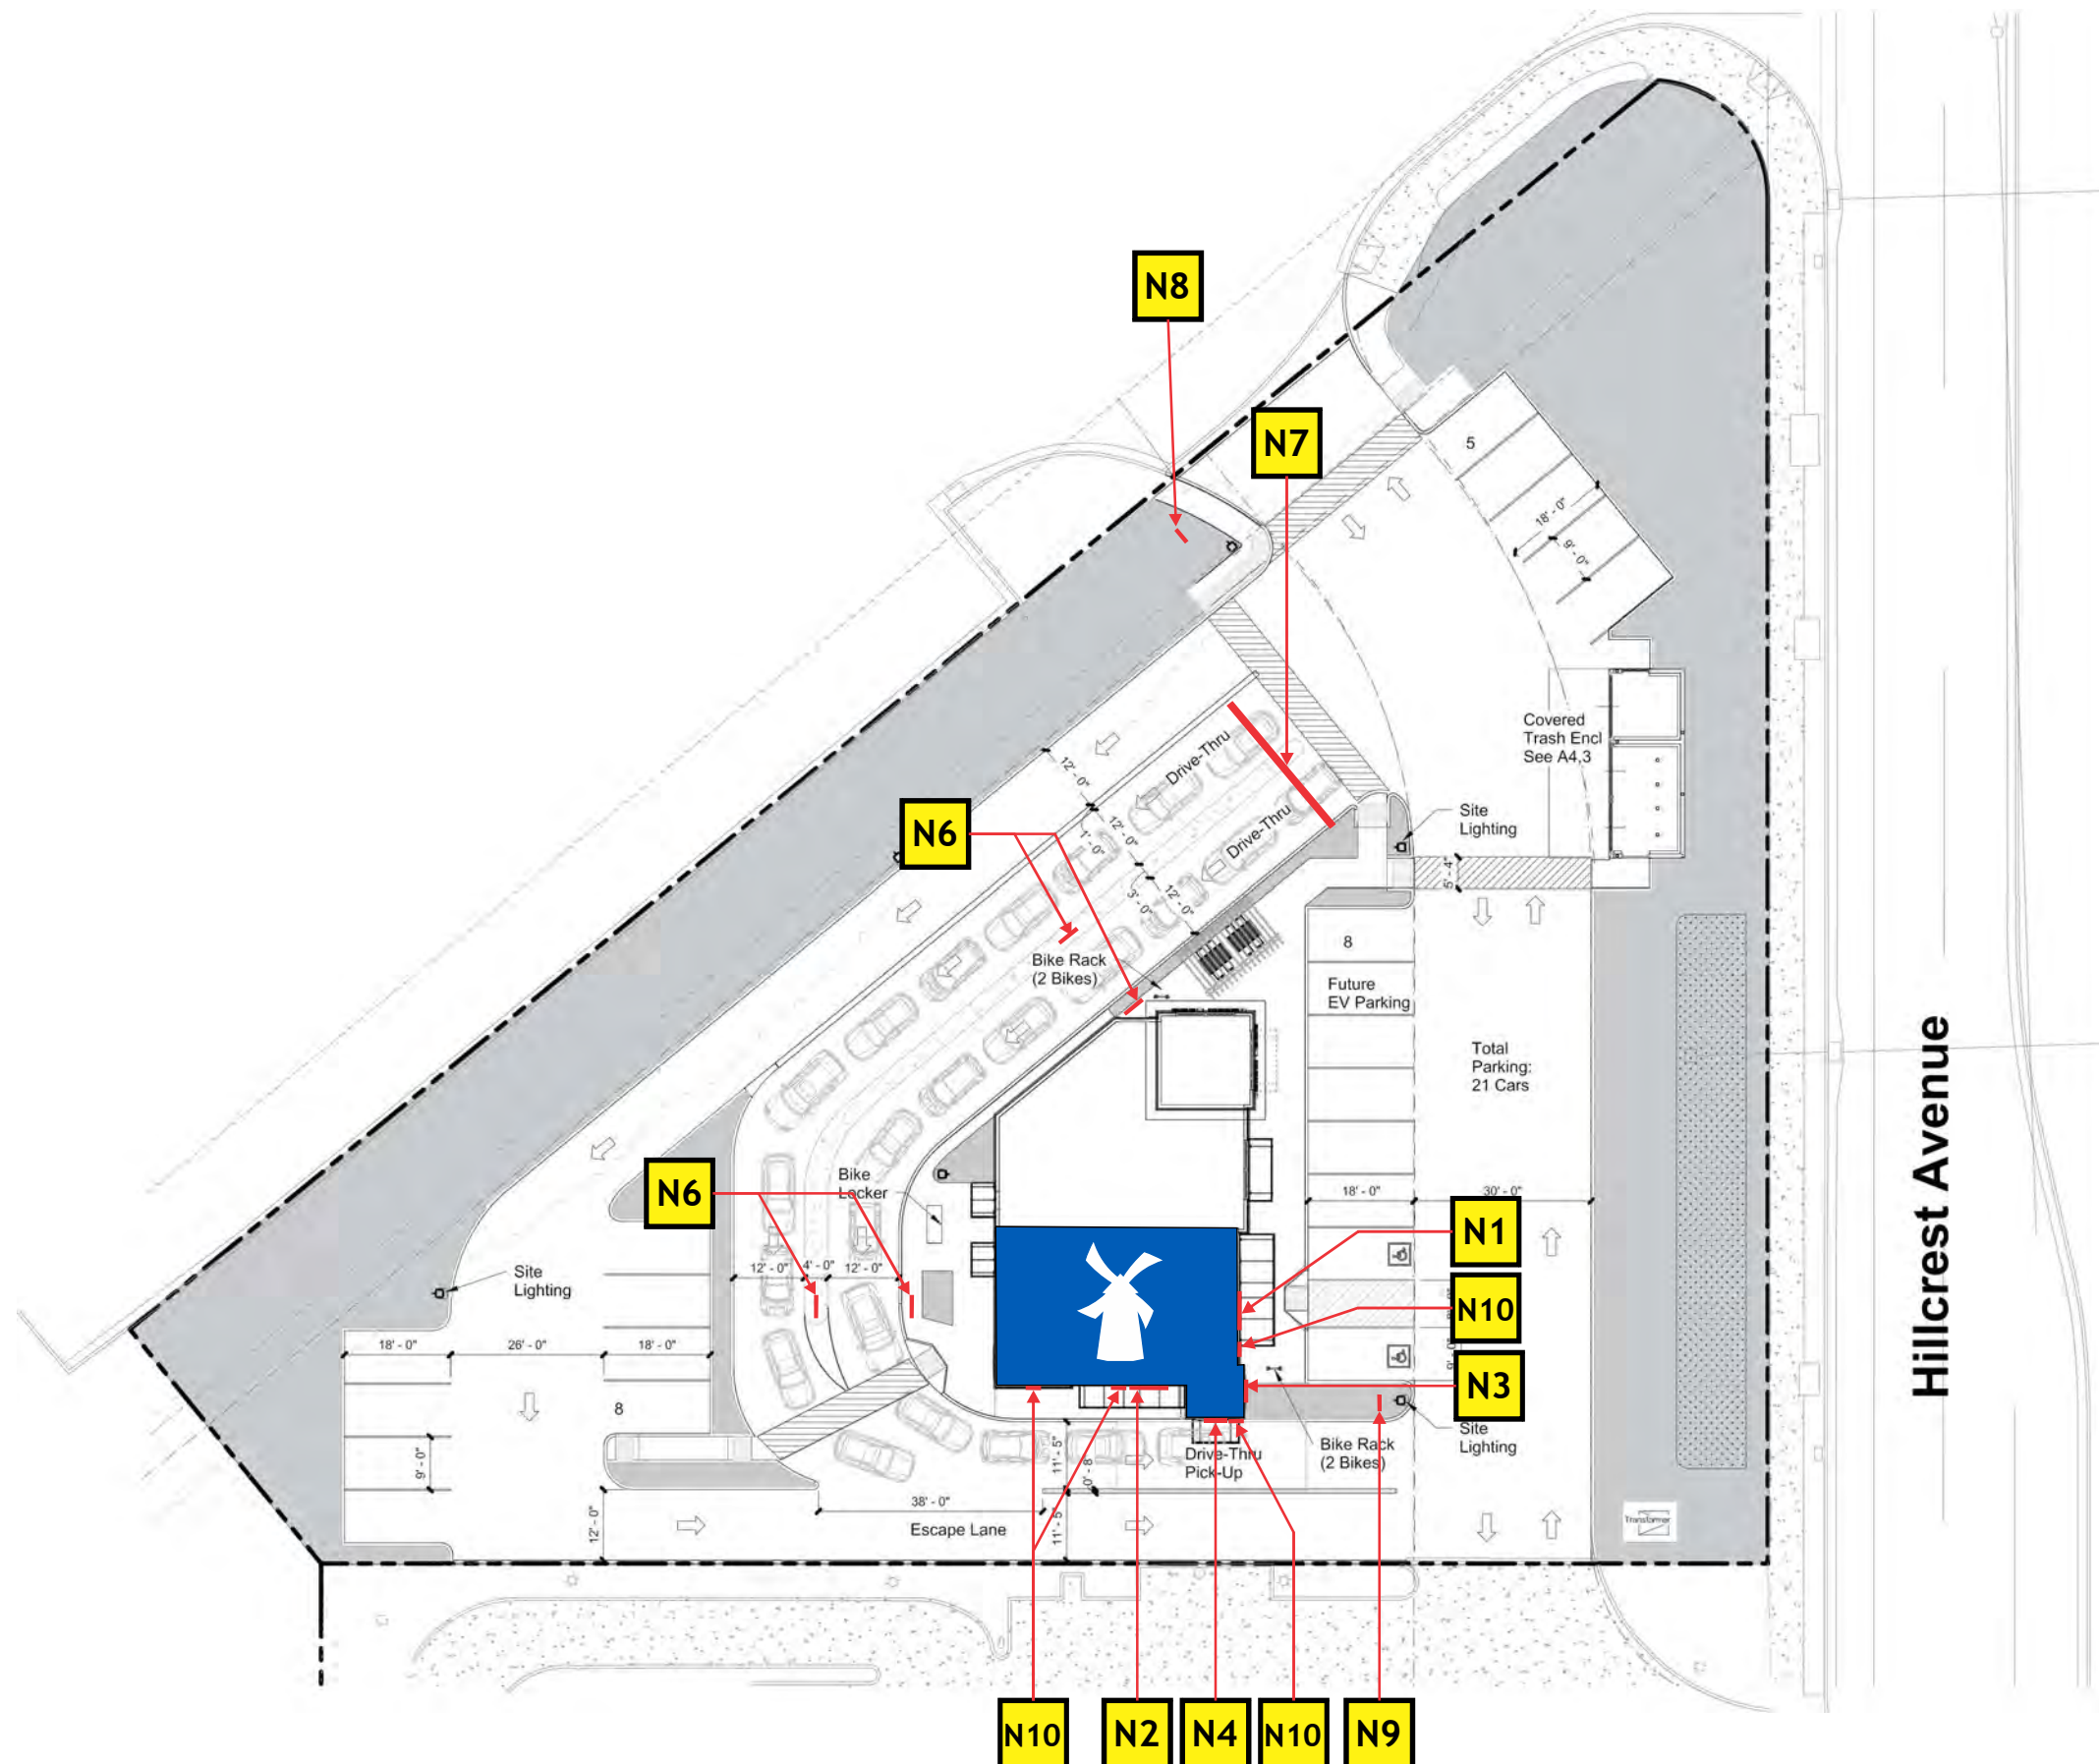 N8
N7
5
18' - 0"
9' - 0"
Covered
Trash Encl
See A4.3
Drive-Thru
12' - 0"
Site
Lighting
N6
12' - 0"
1' - 0"
Drive-Thru
5' - 4"
3' - 0"
12' - 0"
8
Bike Rack
(2 Bikes)
Future
EV Parking
Total
Parking:
21 Cars
Hillcrest Avenue
N6
Bike
Locker
18' - 0"
30' - 0"
N1
12' - 0"
4' - 0"
12' - 0"
Site
Lighting
N10
18' - 0"
26' - 0"
18' - 0"
9' - 0"
N3
8
Site
Lighting
Bike Rack
(2 Bikes)
Drive-Thru
Pick-Up
11' - 5"
0' - 8"
9' - 0"
38' - 0"
12' - 0"
Escape Lane
11' - 5"
Transformer
N10
N2
N4
N10
N9